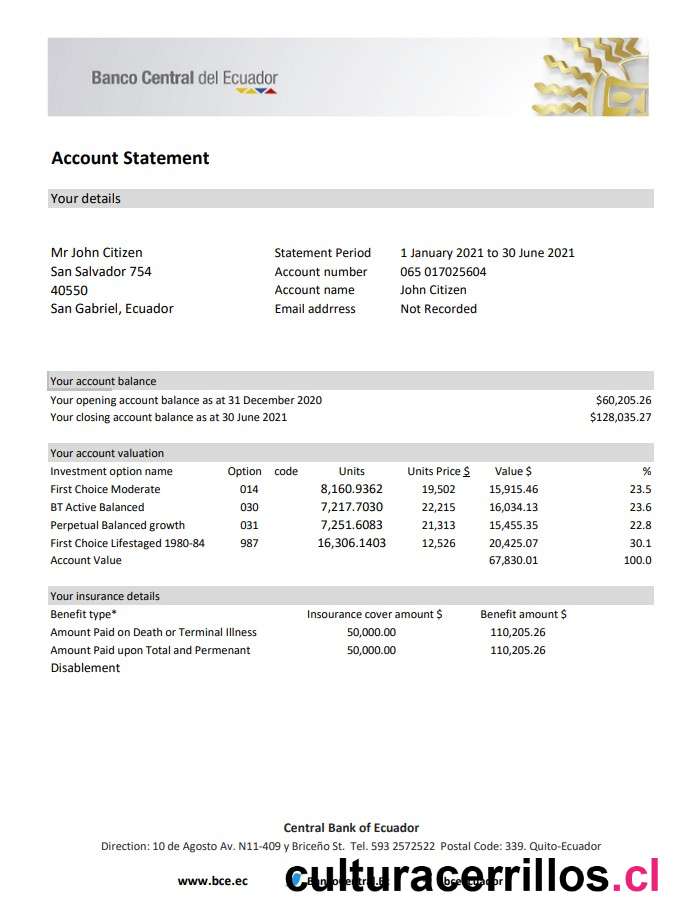 Banco Central del Ecuador
Account Statement
Your details
Mr John Citizen Statement Period 1 January 2021 to 30 June 2021
San Salvador 754 Account number 065 017025604
40550 Account name John Citizen
San Gabriel, Ecuador Email addrress Not Recorded
Your account balance
Your opening account balance as at 31 December 2020 $60,205.26
Your closing account balance as at 30 June 2021 $128,035.27
Your account valuation
Investment option name Option code Units Units Price $ Value $ %
First Choice Moderate 014 8,160.9362 19,502 15,915.46 23.5
BT Active Balanced 030 7,217.7030 22,215 16,034.13 23.6
Perpetual Balanced growth 031 7,251.6083 21,313 15,455.35 22.8
First Choice Lifestaged 1980-84 987 16,306.1403 12,526 20,425.07 30.1
Account Value 67,830.01 100.0
Your insurance details
Benefit type* Insourance cover amount $ Benefit amount $
Amount Paid on Death or Terminal Illness 50,000.00 110,205.26
Amount Paid upon Total and Permenant 50,000.00 110,205.26
Disablement
Central Bank of Ecuador
Direction: 10 de Agosto Av. N11-409 y Briceño St. Tel. 593 2572522 Postal Code: 339. Quito-Ecuador
www.bce.ec
culturacerrillos.cl